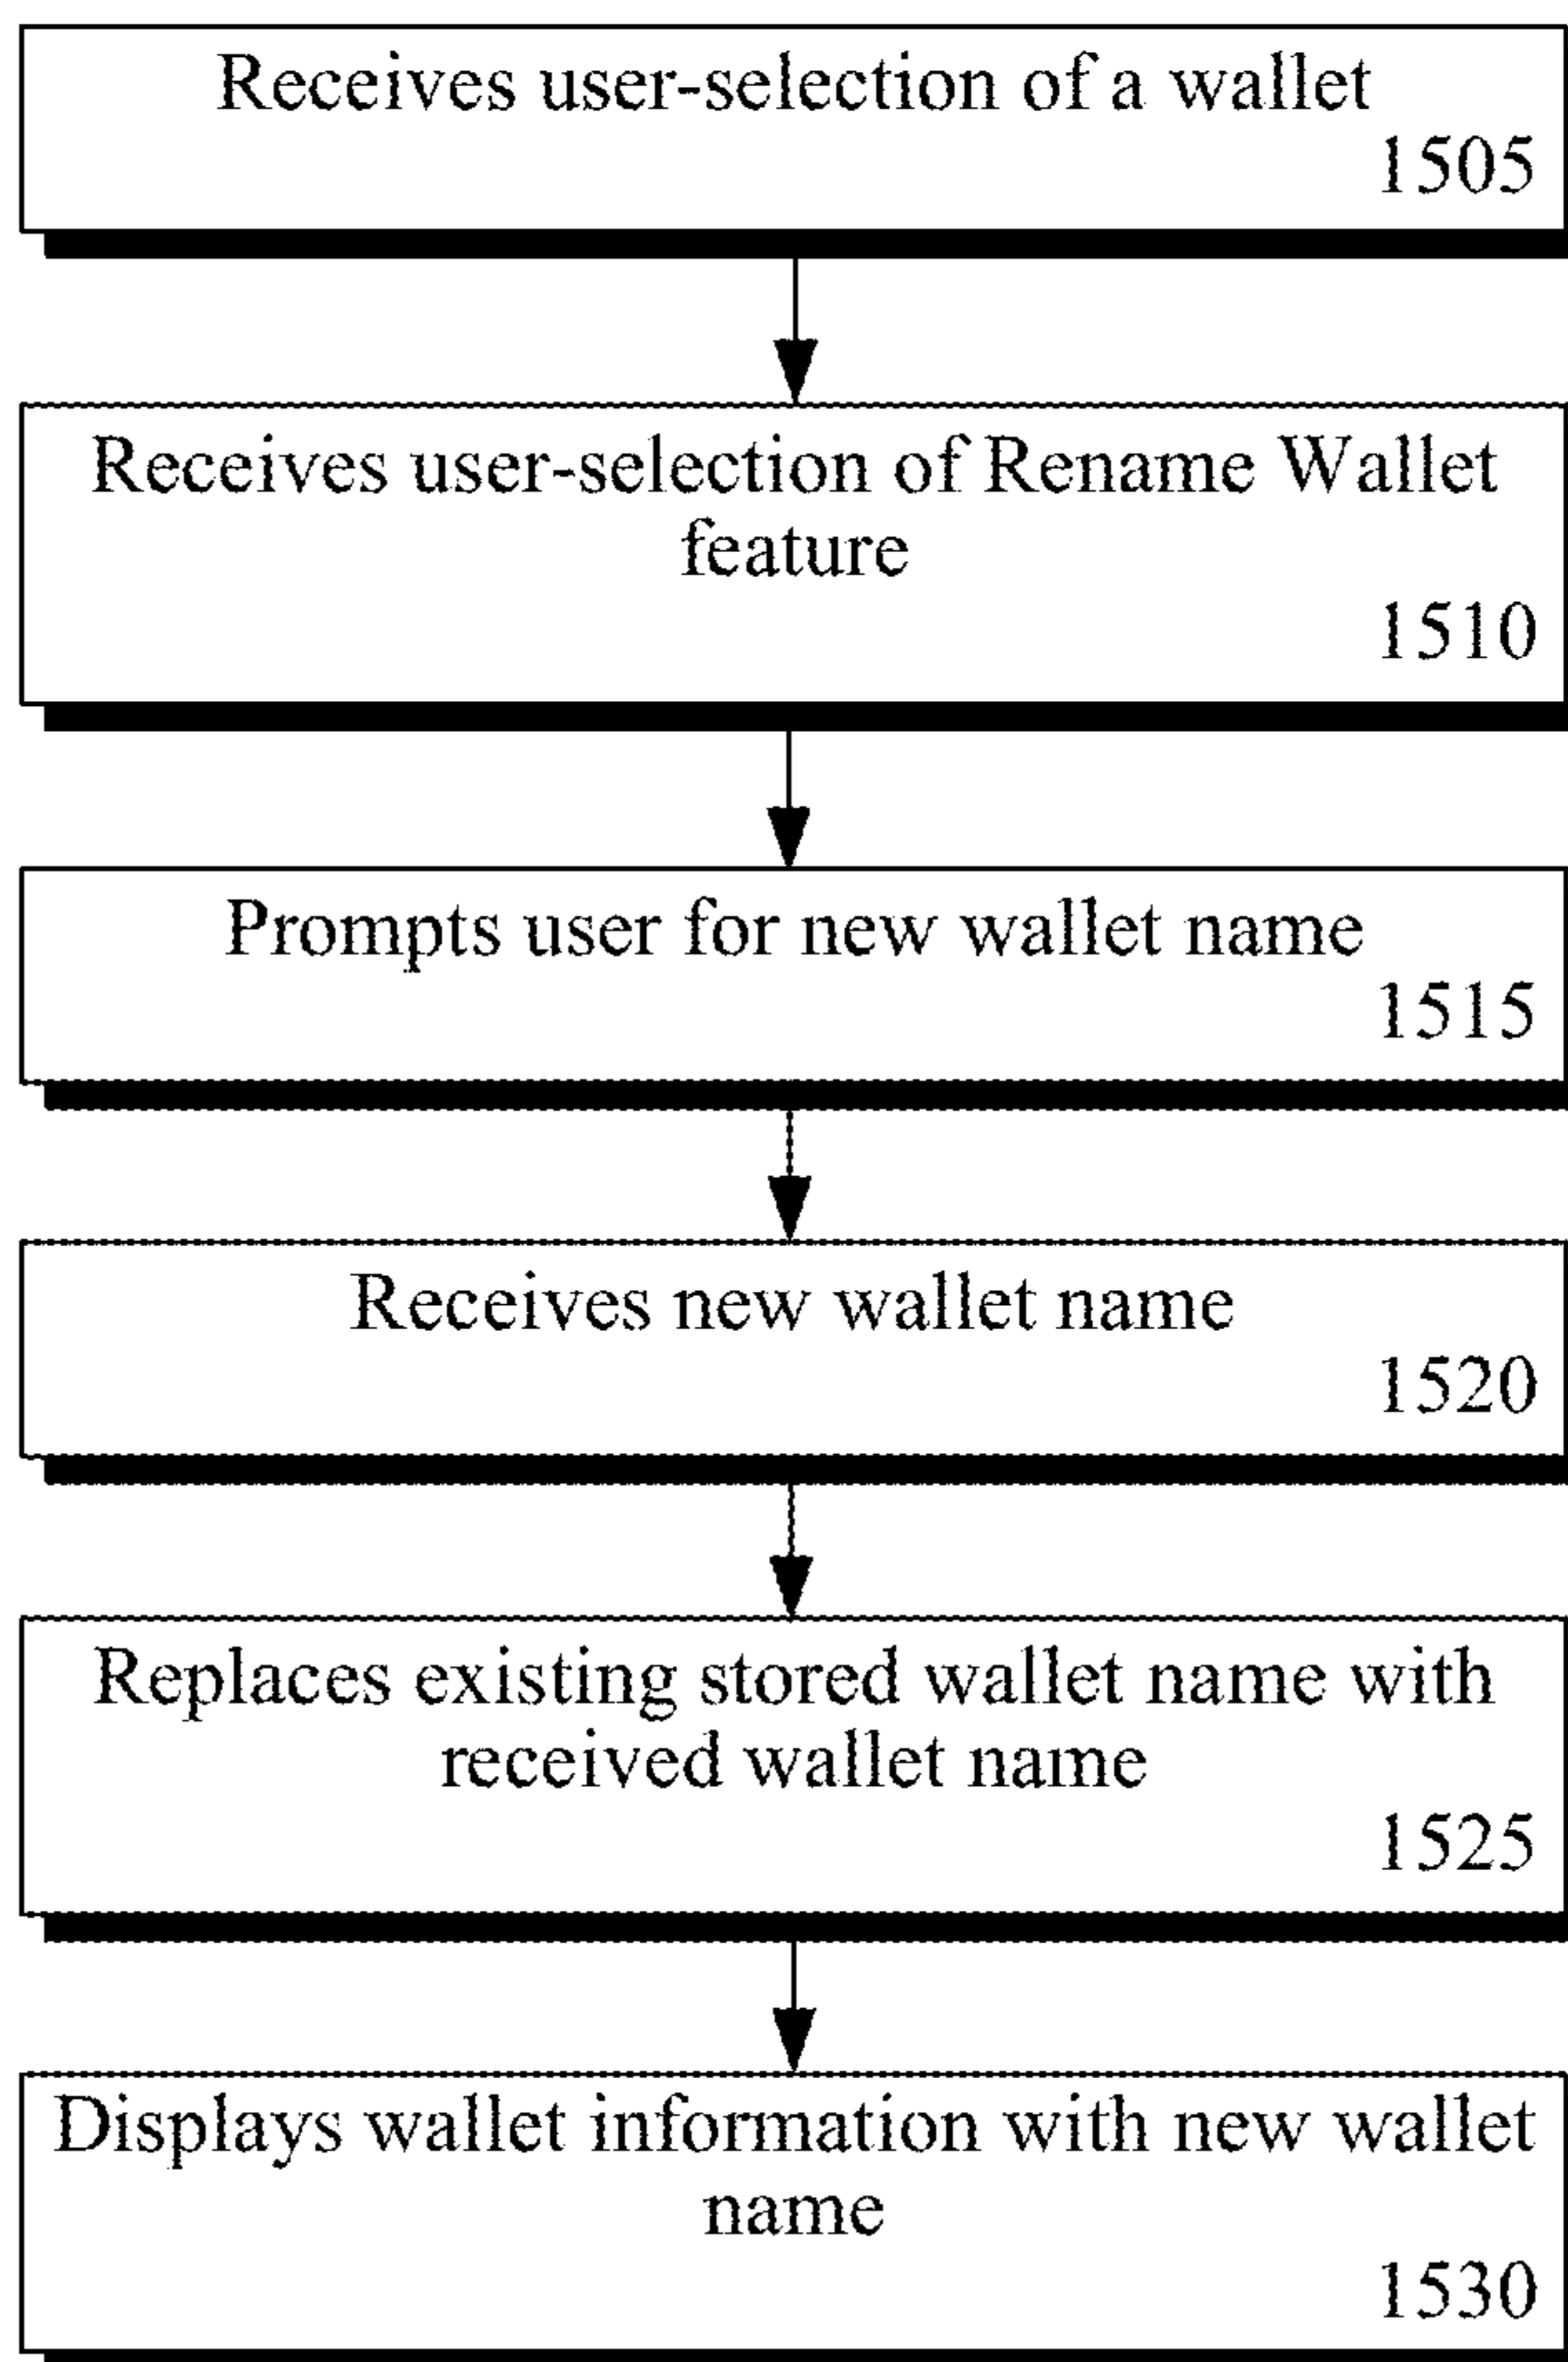 Receives user-selection of a wallet
1505
Receives user-selection of Rename Wallet
feature
1510
Prompts user for new wallet name
1515
Receives new wallet name
1520
Replaces existing stored wallet name with
received wallet name
1525
Displays wallet information with new wallet
name
1530